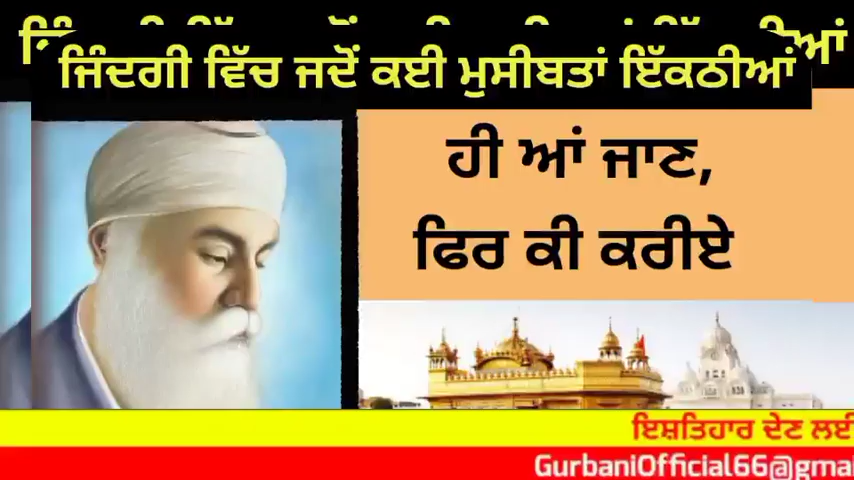 ਜਿੰਦਗੀ ਵਿੱਚ ਜਦੋਂ ਕਈ ਮੁਸੀਬਤਾਂ ਇੱਕਠੀਆਂ
ਹੀ ਆਂ ਜਾਣ,
ਫਿਰ ਕੀ ਕਰੀਏ
ਇਸ਼ਤਿਹਾਰ ਦੇਣ ਲਈ
GurbaniOfficial66@gma